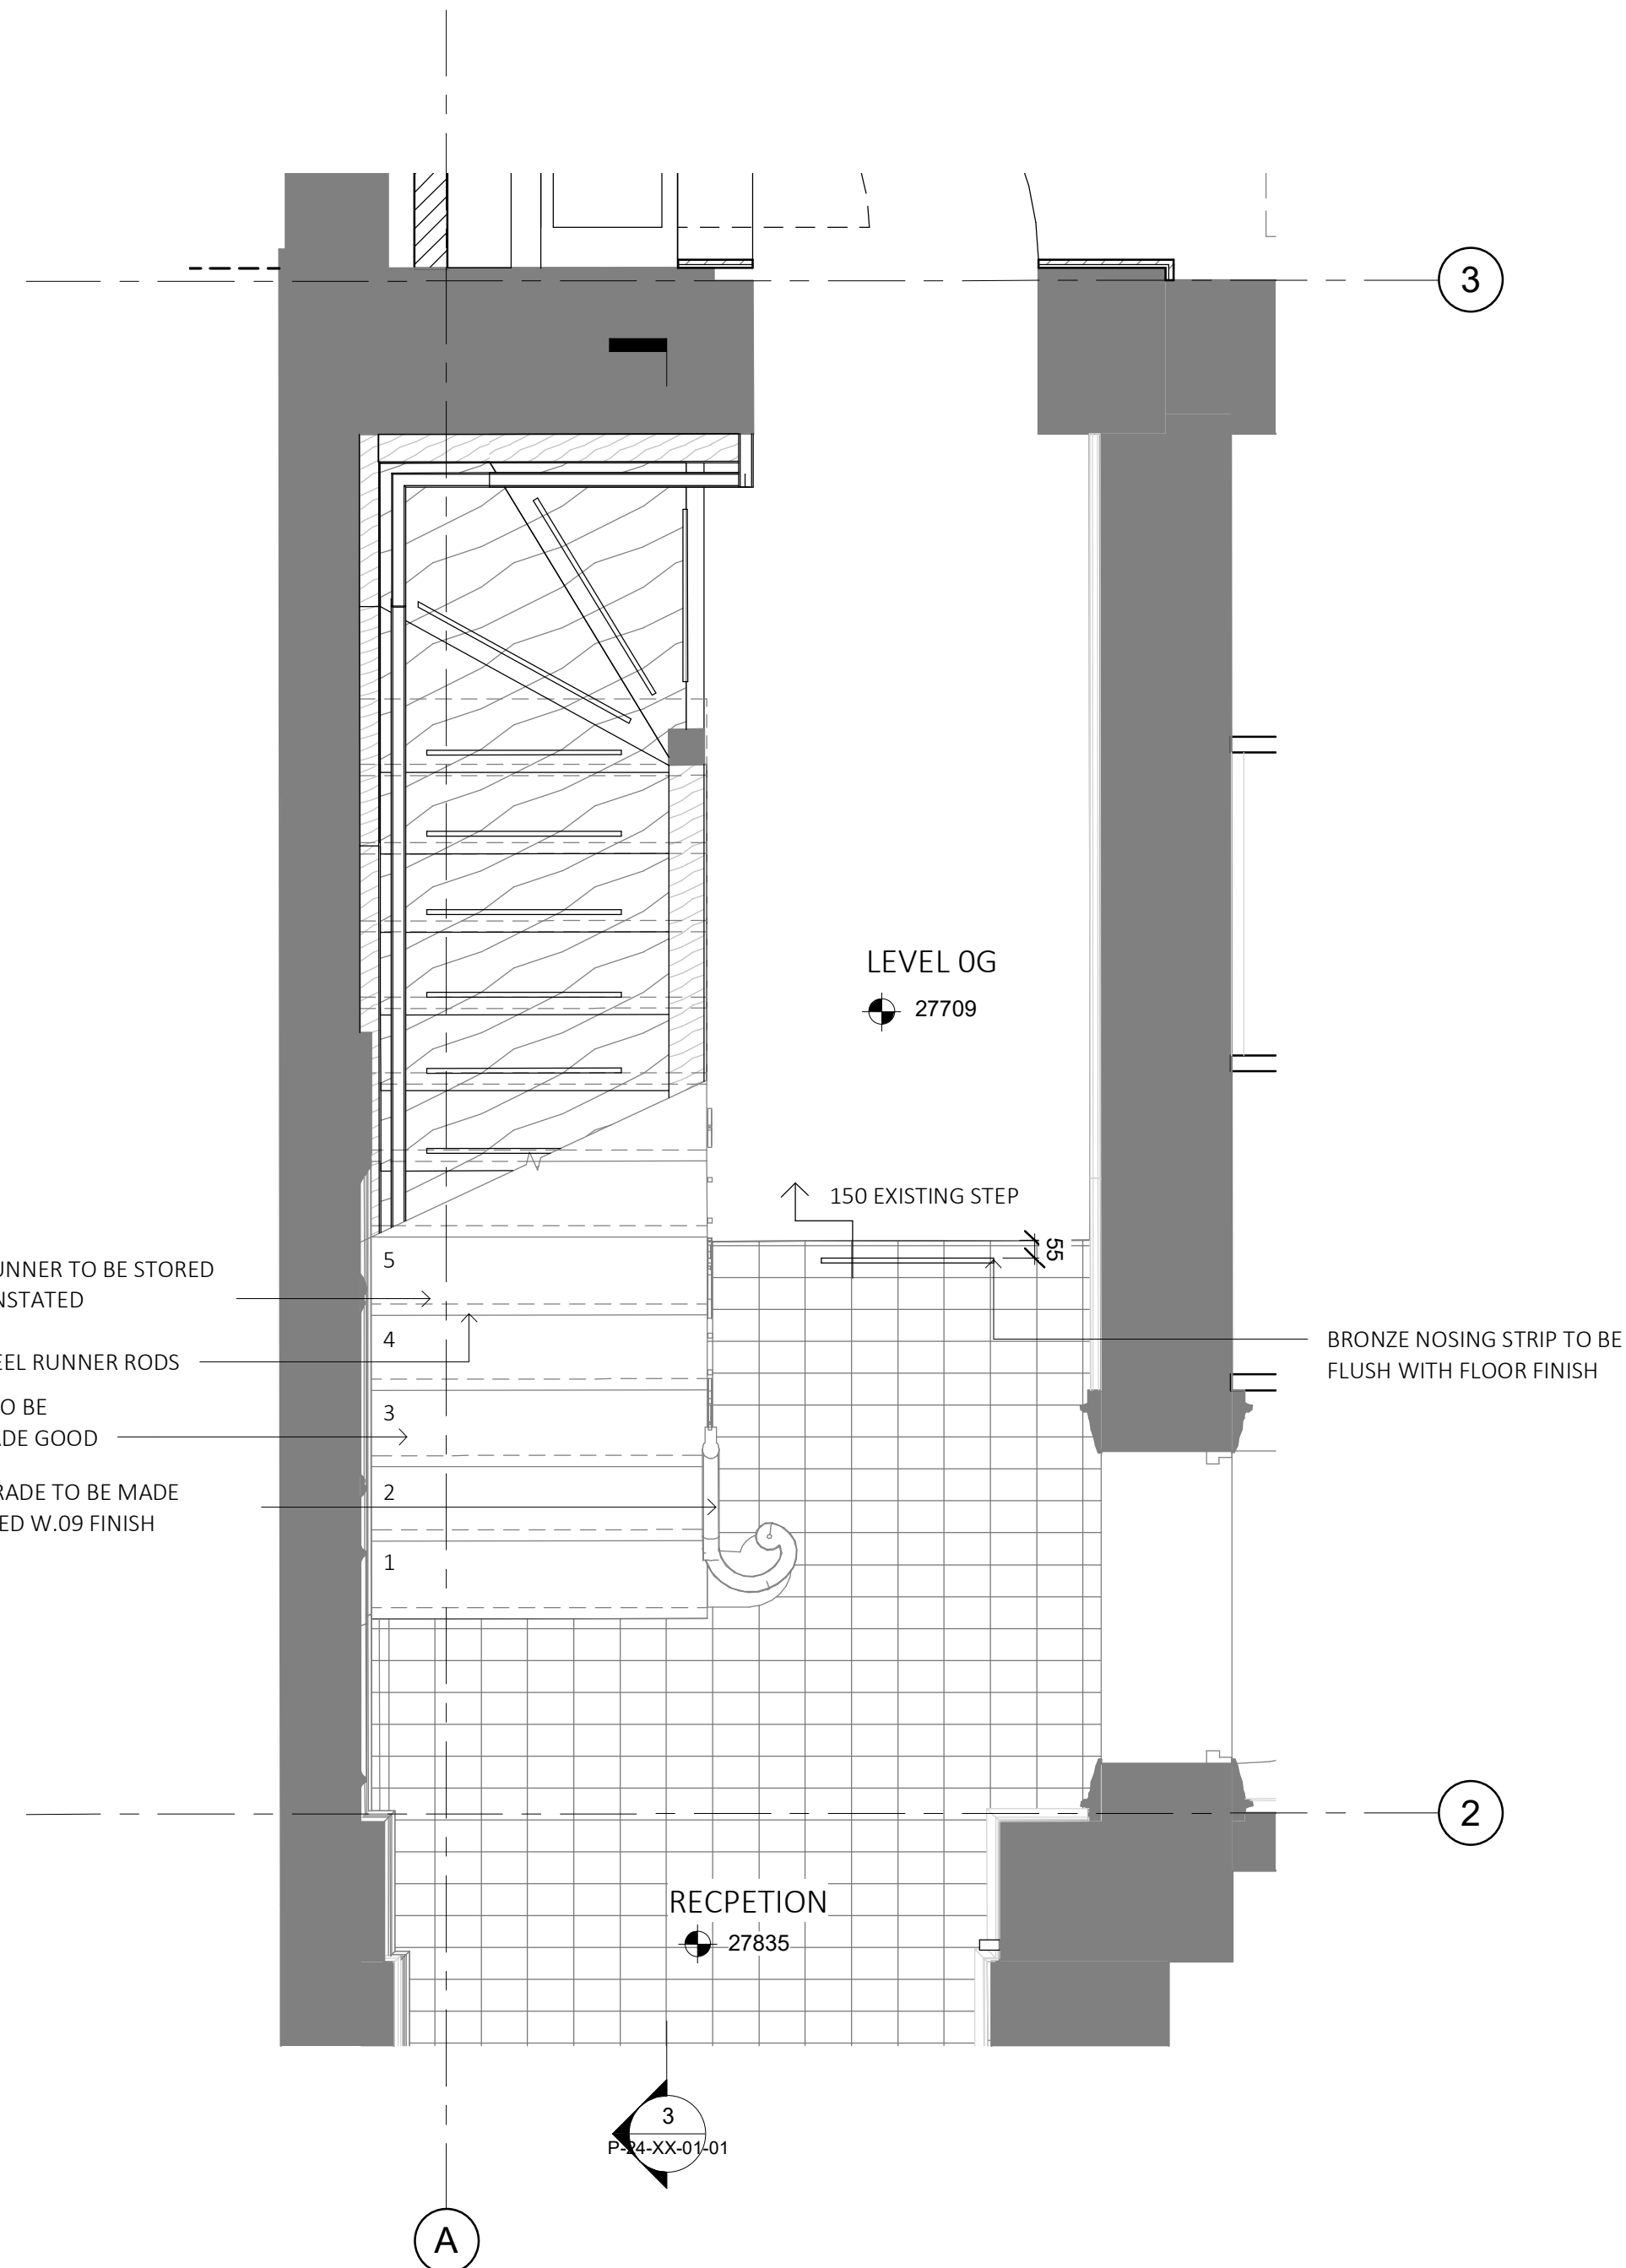 3
LEVEL 0G
27709
150 EXISTING STEP
55
5
UNNER TO BE STORED
NSTATED
4
EEL RUNNER RODS
BRONZE NOSING STRIP TO BE
FLUSH WITH FLOOR FINISH
3
O BE
ADE GOOD
2
RADE TO BE MADE
ED W.09 FINISH
1
2
RECPETION
27835
3
P-24-XX-01-01
A